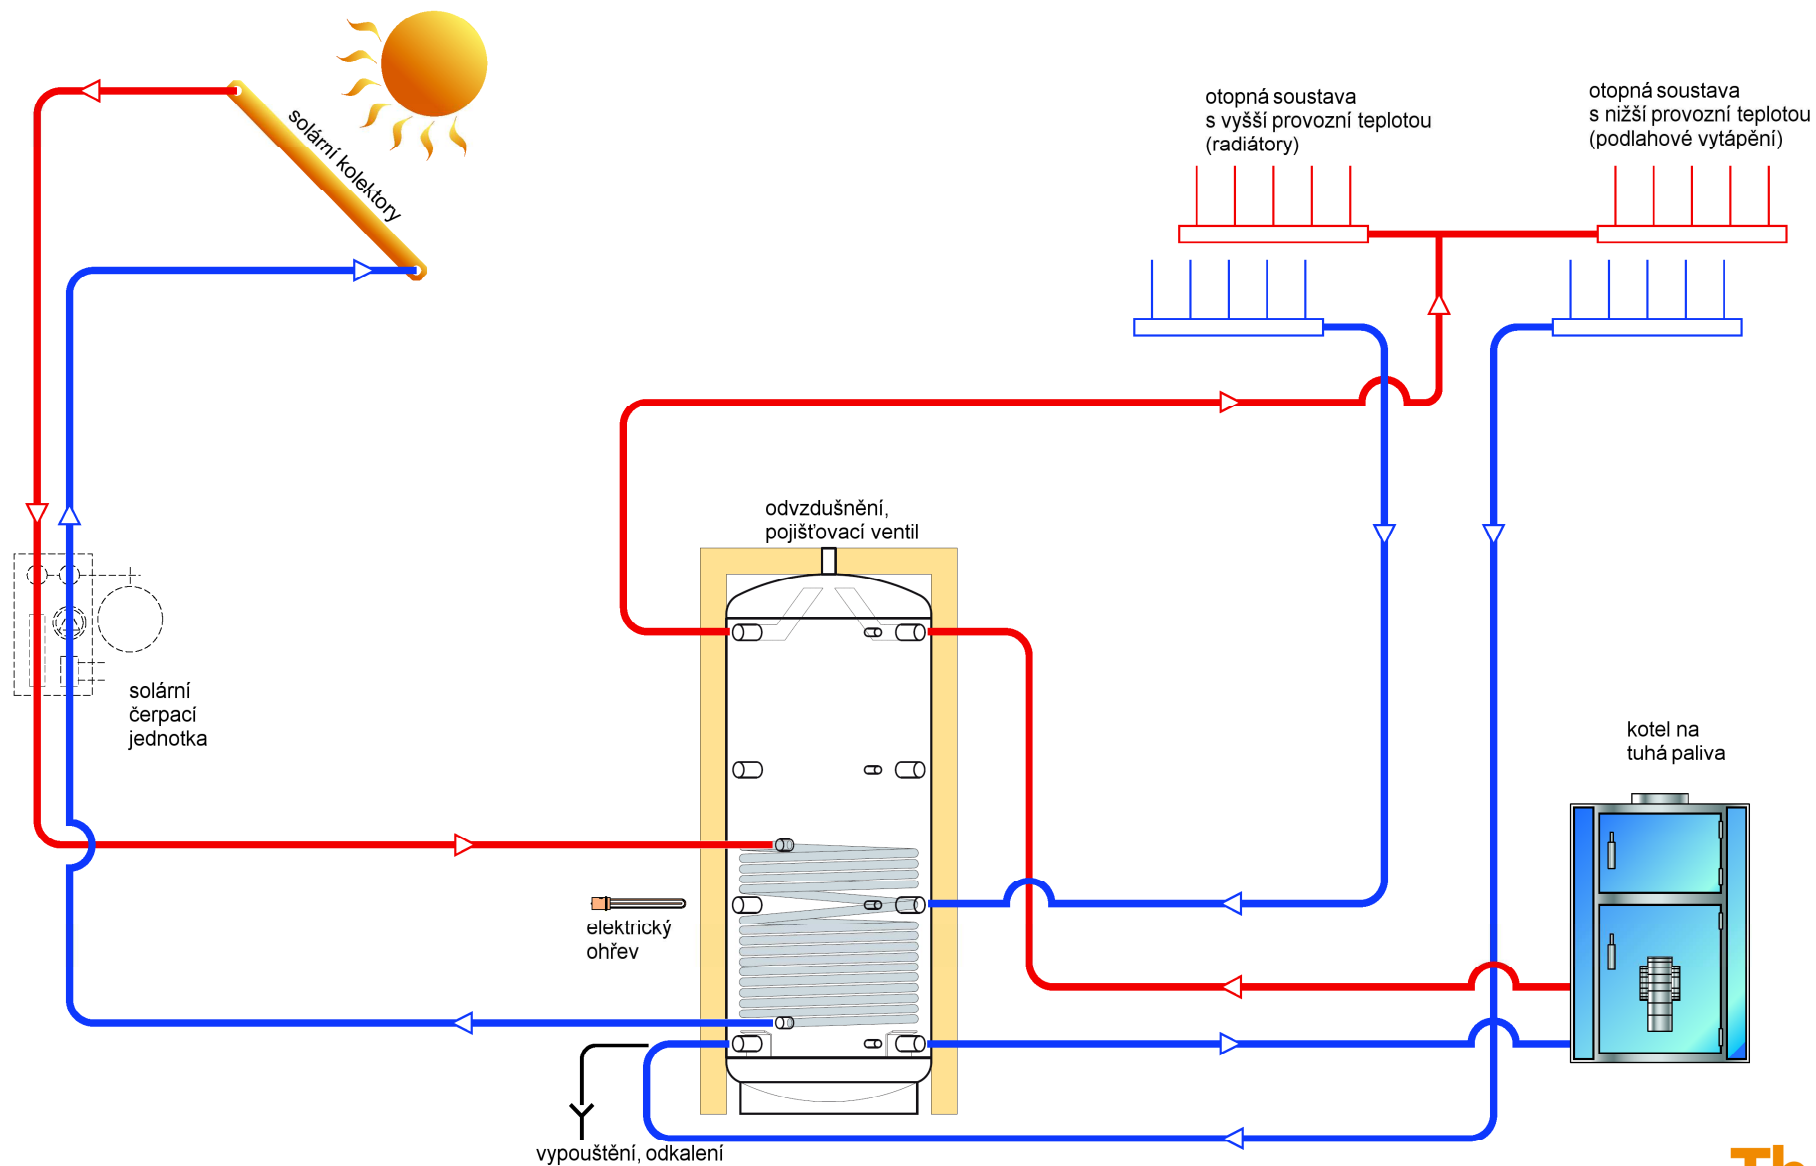 solární kolektory
otopná soustava
s vyšší provozní teplotou
(radiátory)
otopná soustava
s nižší provozní teplotou
(podlahové vytápění)
odvzdušnění,
pojišťovací ventil
solární
čerpací
jednotka
kotel na
tuhá paliva
elektrický
ohřev
vypouštění, odkalení